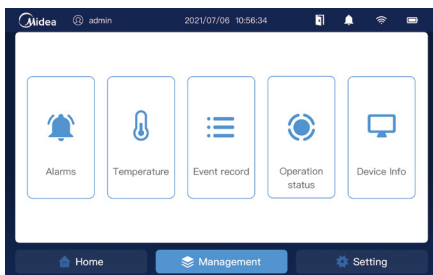 Midea admin 2021/07/06 10:56:34
Alarms Temperature Event record Operation status Device Info
Home Management Setting